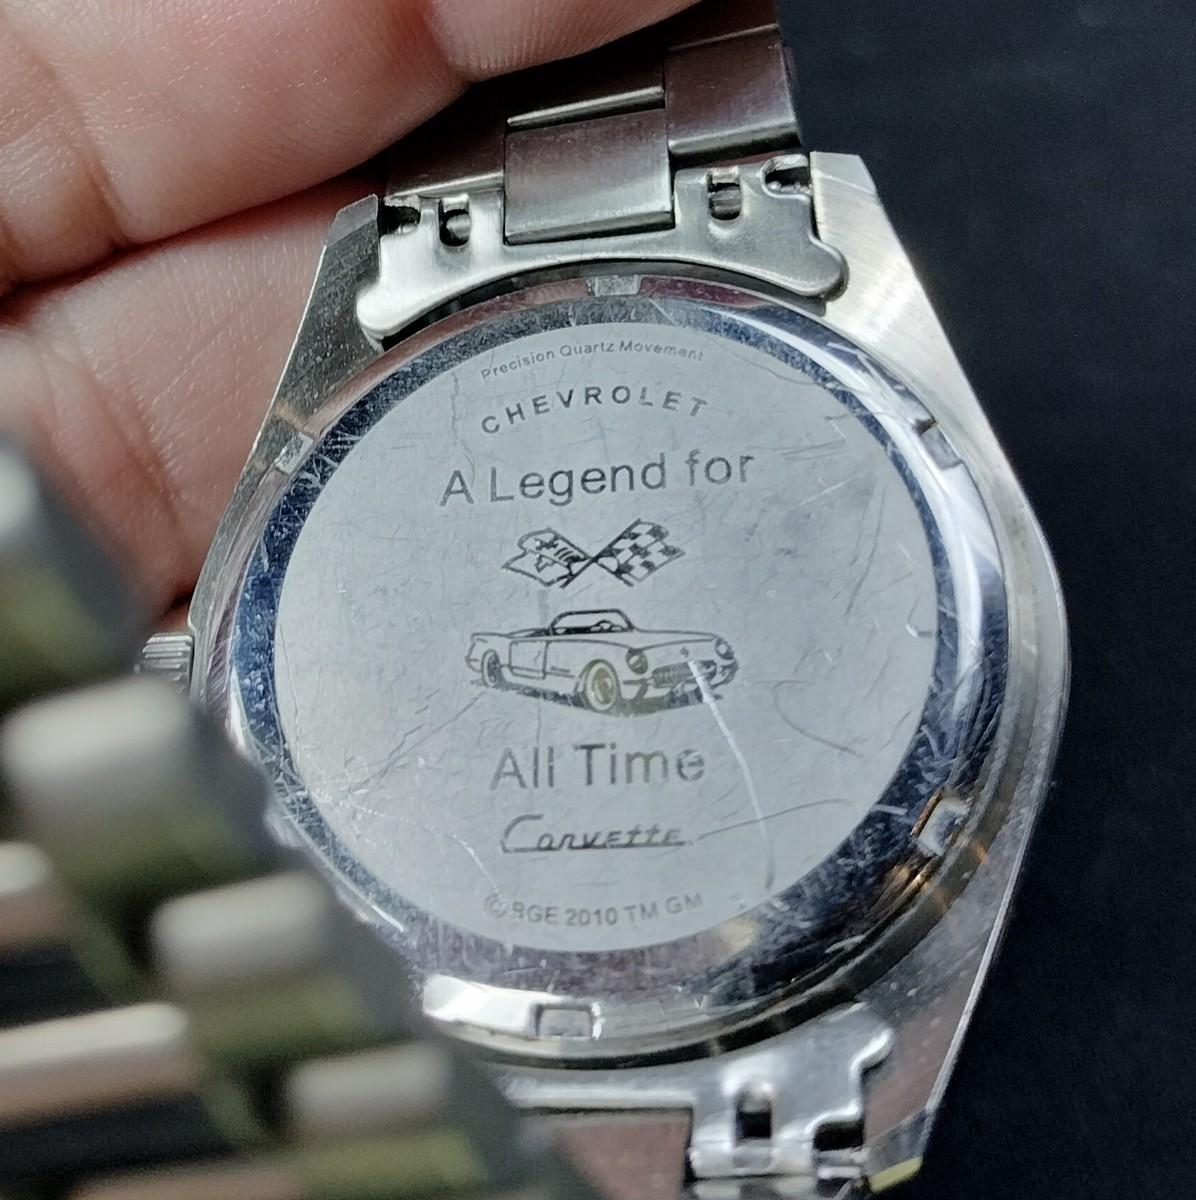 Precision Quartz Movement
CHEVROLET
A Legend for
All Time
Corvette
© BGE 2010 TM GM